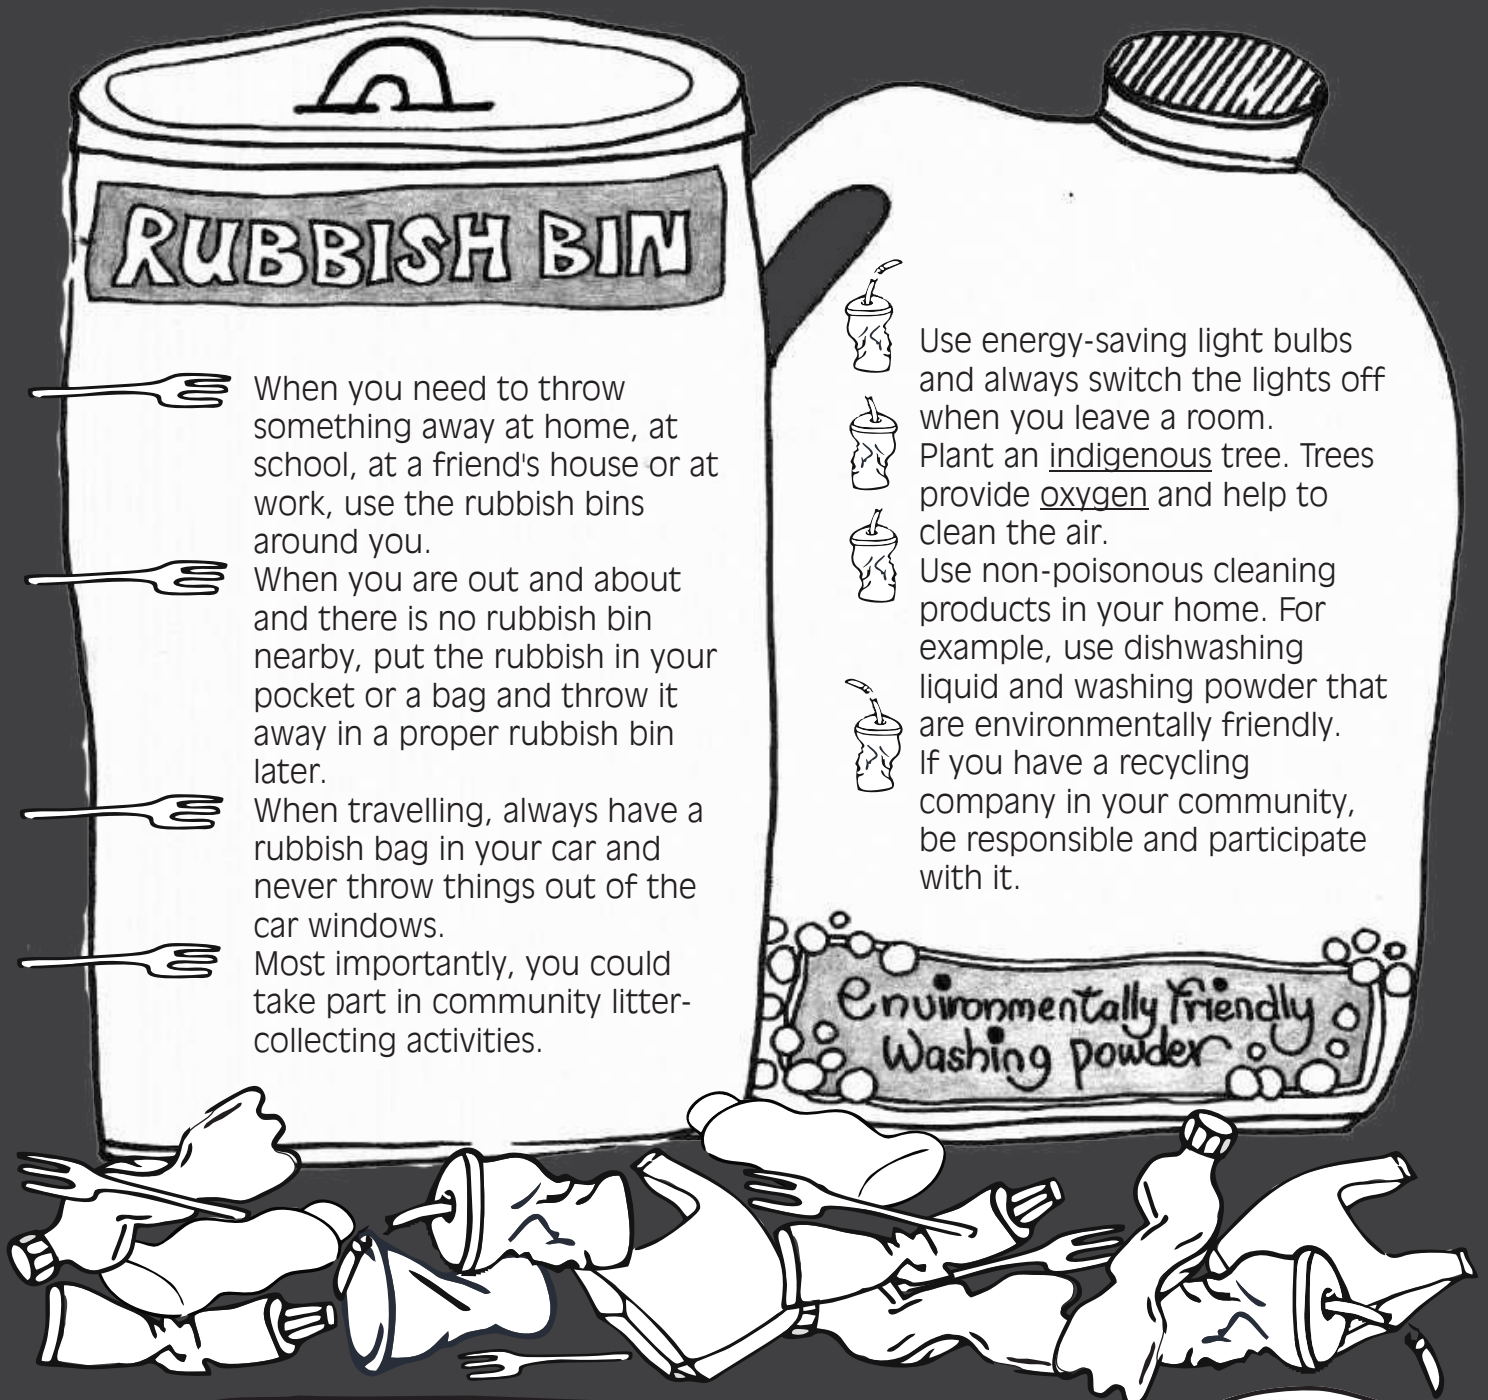 RUBBISH BIN
When you need to throw
something away at home, at
school, at a friend's house or at
work, use the rubbish bins
around you.
When you are out and about
and there is no rubbish bin
nearby, put the rubbish in your
pocket or a bag and throw it
away in a proper rubbish bin
later.
When travelling, always have a
rubbish bag in your car and
never throw things out of the
car windows.
Most importantly, you could
take part in community litter-
collecting activities.
Use energy-saving light bulbs
and always switch the lights off
when you leave a room.
Plant an indigenous tree. Trees
provide oxygen and help to
clean the air.
Use non-poisonous cleaning
products in your home. For
example, use dishwashing
liquid and washing powder that
are environmentally friendly.
If you have a recycling
company in your community,
be responsible and participate
with it.
Environmentally friendly
Washing powder